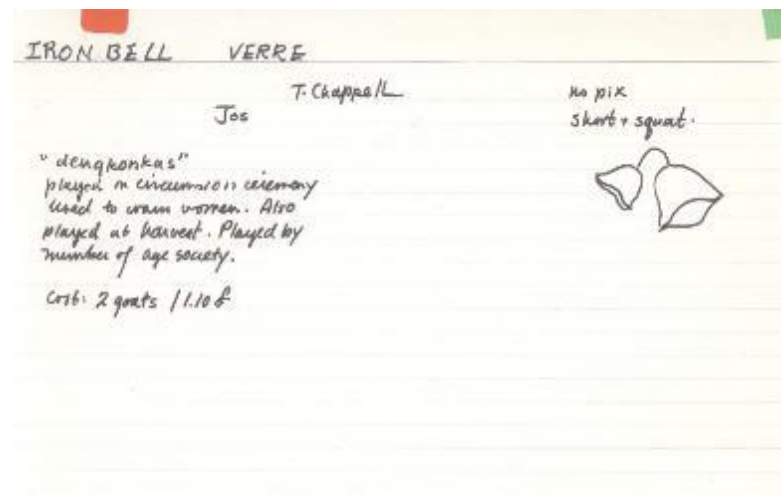 IRON BELL VERRE
T. Chappell
Jos
no pix
short + squat.
"dengkonkas"
played in circumcision ceremony
used to warn women. Also
played at harvest. Played by
member of age society.
Cost: 2 goats / 1.10 £